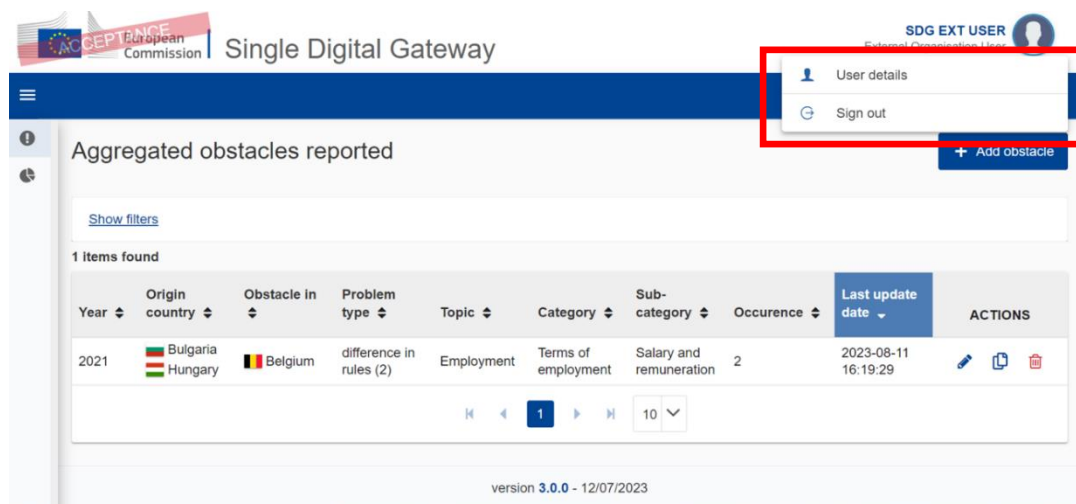 ACCEPTANCE
European
Commission
Single Digital Gateway
SDG EXT USER
External Organisation User
User details
Sign out
Aggregated obstacles reported
+ Add obstacle
Show filters
1 items found
Year Origin country Obstacle in Problem type Topic Category Sub-category Occurence Last update date ACTIONS
2021 Bulgaria Hungary Belgium difference in rules (2) Employment Terms of employment Salary and remuneration 2 2023-08-11 16:19:29
1 10
version 3.0.0 - 12/07/2023